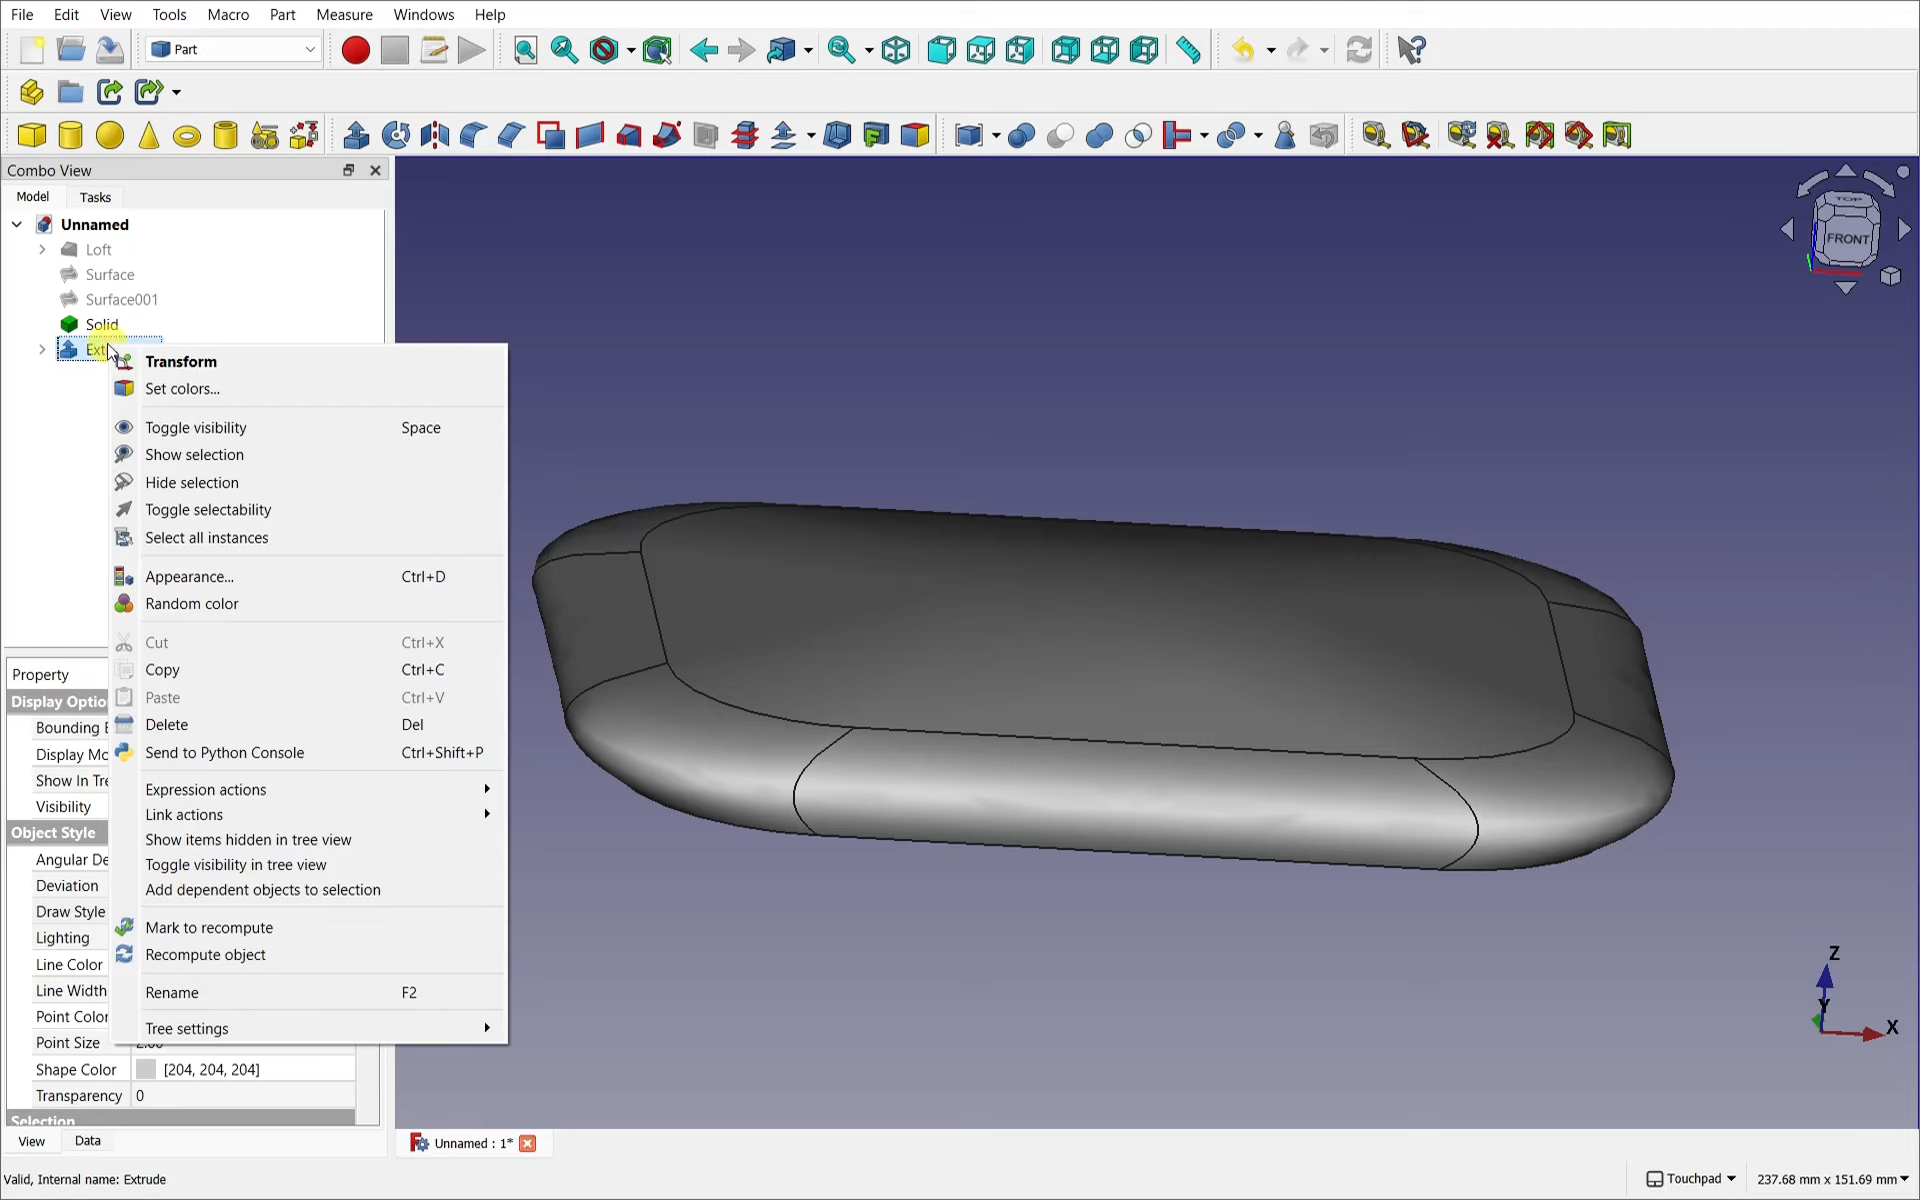 File Edit View Tools Macro Part Measure Windows Help
Part
Combo View
Model Tasks
Unnamed
Loft
Surface
Surface001
Solid
Ext
Transform
Set colors...
Toggle visibility Space
Show selection
Hide selection
Toggle selectability
Select all instances
Appearance... Ctrl+D
Random color
Cut Ctrl+X
Copy Ctrl+C
Paste Ctrl+V
Delete Del
Send to Python Console Ctrl+Shift+P
Expression actions
Link actions
Show items hidden in tree view
Toggle visibility in tree view
Add dependent objects to selection
Mark to recompute
Recompute object
Rename F2
Tree settings
Property
Display Optio
Bounding B
Display Mo
Show In Tre
Visibility
Object Style
Angular De
Deviation
Draw Style
Lighting
Line Color
Line Width
Point Color
Point Size 2.00
Shape Color [204, 204, 204]
Transparency 0
Selection
View Data
TOP
FRONT
Z
Y
X
Unnamed : 1*
Valid, Internal name: Extrude
Touchpad 237.68 mm x 151.69 mm